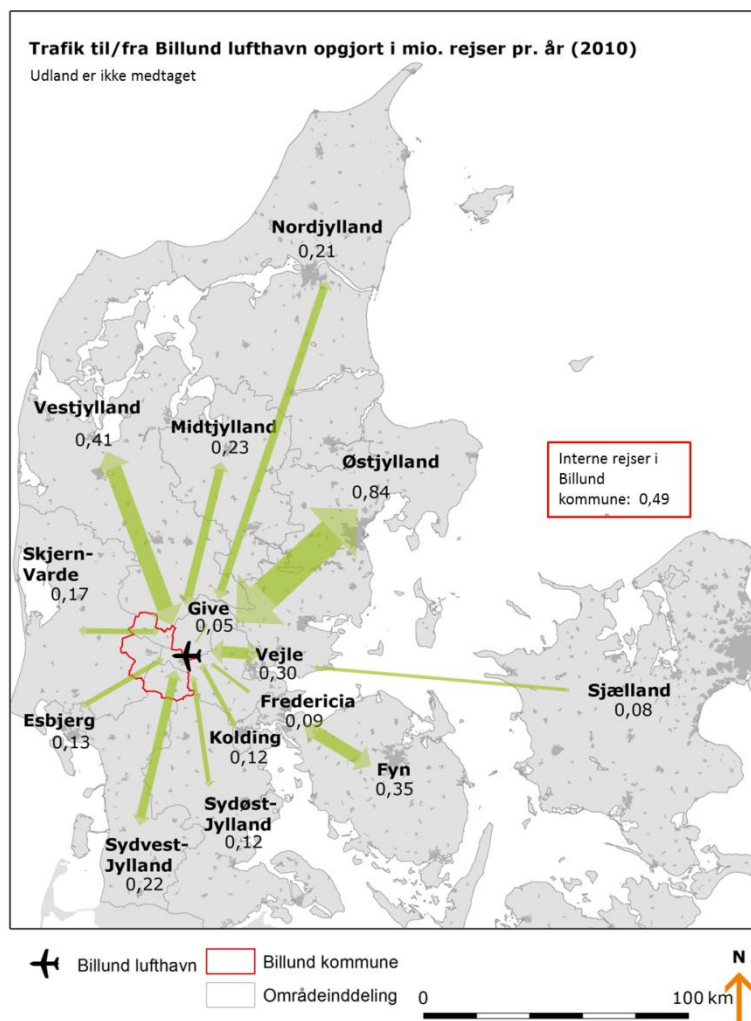 Trafik til/fra Billund lufthavn opgjort i mio. rejser pr. år (2010)
Udland er ikke medtaget
Nordjylland
0,21
Vestjylland
0,41
Midtjylland
0,23
Østjylland
0,84
Interne rejser i
Billund
kommune: 0,49
Skjern-
Varde
0,17
Give
0,05
Vejle
0,30
Sjælland
0,08
Fredericia
0,09
Esbjerg
0,13
Kolding
0,12
Fyn
0,35
Sydøst-
Jylland
0,12
Sydvest-
Jylland
0,22
Billund lufthavn
Billund kommune
Områdeinddeling
0
100 km
N